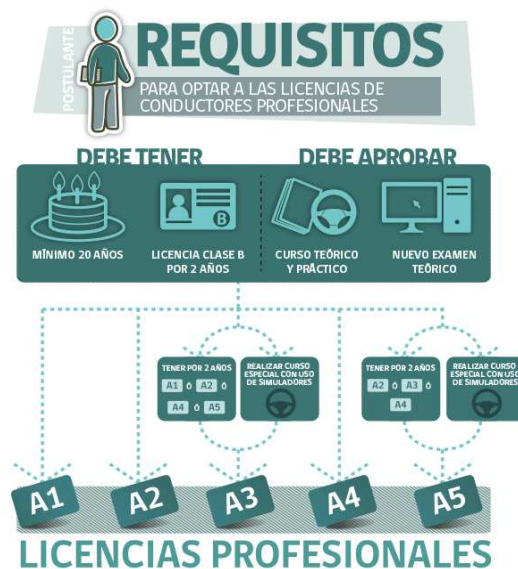 POSTULANTE
REQUISITOS
PARA OPTAR A LAS LICENCIAS DE
CONDUCTORES PROFESIONALES
DEBE TENER
DEBE APROBAR
B
MÍNIMO 20 AÑOS
LICENCIA CLASE B
POR 2 AÑOS
CURSO TEÓRICO
Y PRÁCTICO
NUEVO EXAMEN
TEÓRICO
TENER POR 2 AÑOS
A1 ó A2 ó
A4 ó A5
REALIZAR CURSO
ESPECIAL CON USO
DE SIMULADORES
TENER POR 2 AÑOS
A2 ó A3 ó
A4
REALIZAR CURSO
ESPECIAL CON USO
DE SIMULADORES
A1
A2
A3
A4
A5
LICENCIAS PROFESIONALES